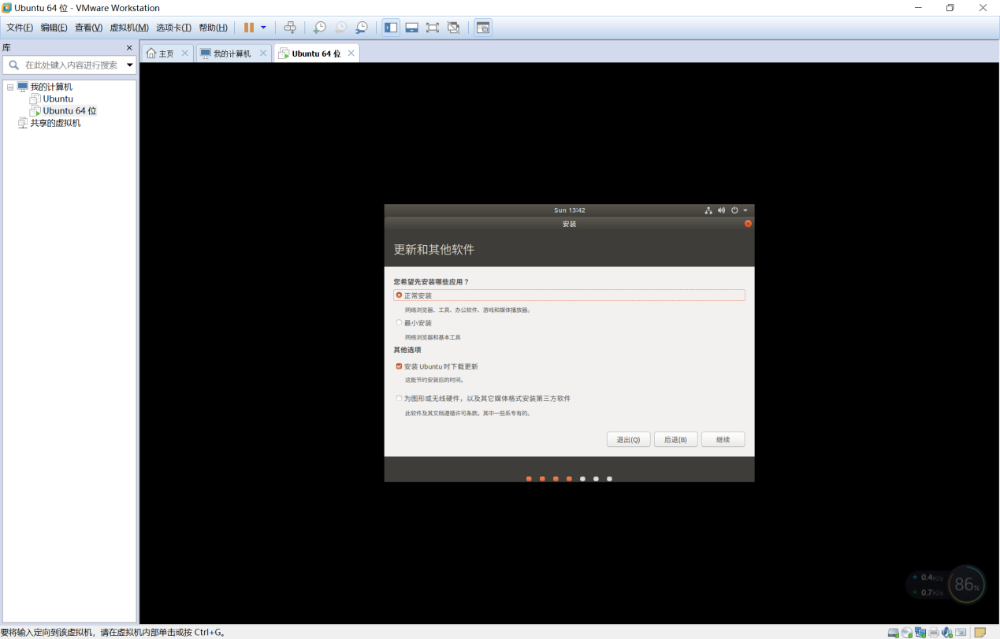 Ubuntu 64 位 - VMware Workstation
文件(F) 编辑(E) 查看(V) 虚拟机(M) 选项卡(T) 帮助(H)
库
在此处键入内容进行搜索
主页 我的计算机 Ubuntu 64 位
我的计算机
Ubuntu
Ubuntu 64 位
共享的虚拟机
Sun 13:42
安装
更新和其他软件
您希望先安装哪些应用？
正常安装
网络浏览器、工具、办公软件、游戏和媒体播放器。
最小安装
网络浏览器和基本工具
其他选项
安装 Ubuntu 时下载更新
这能节约安装后的时间。
为图形或无线硬件，以及其它媒体格式安装第三方软件
此软件及其文档遵循许可条款。其中一些系专有的。
退出(Q) 后退(B) 继续
0.4K/s
0.7K/s
86%
要将输入定向到该虚拟机，请在虚拟机内部单击或按 Ctrl+G。